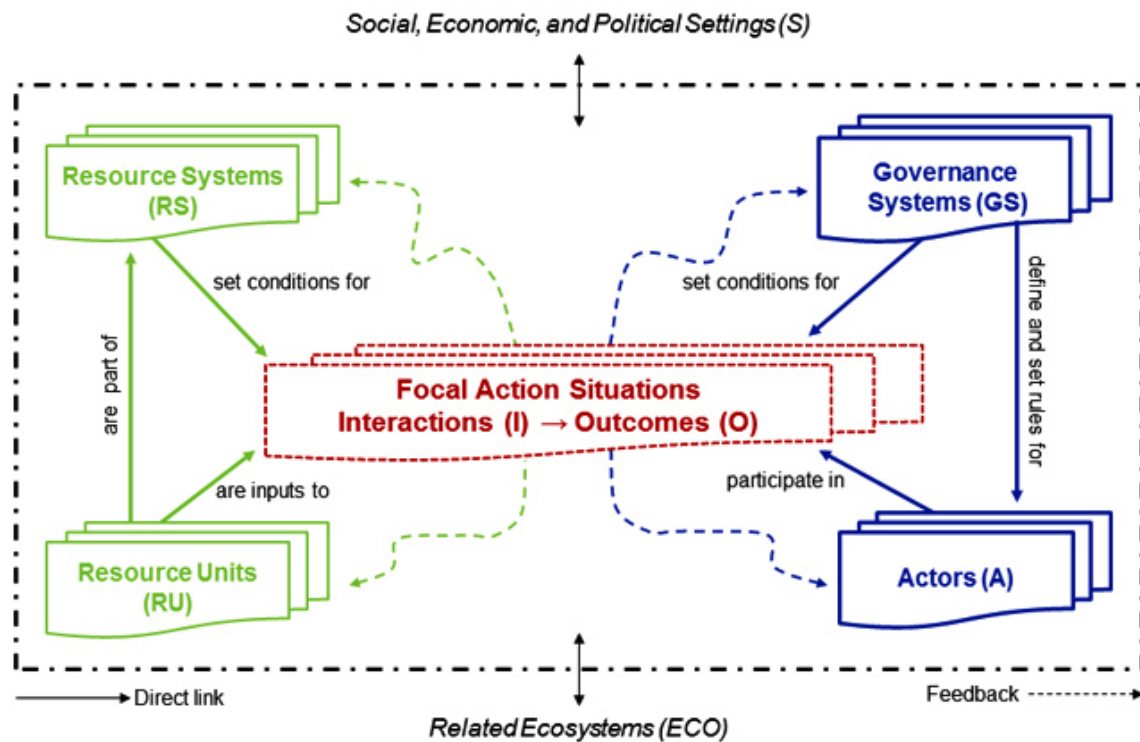 Social, Economic, and Political Settings (S)
Resource Systems
(RS)
Governance
Systems (GS)
set conditions for
set conditions for
are part of
define and set rules for
Focal Action Situations
Interactions (I) → Outcomes (O)
are inputs to
participate in
Resource Units
(RU)
Actors (A)
Direct link
Feedback
Related Ecosystems (ECO)